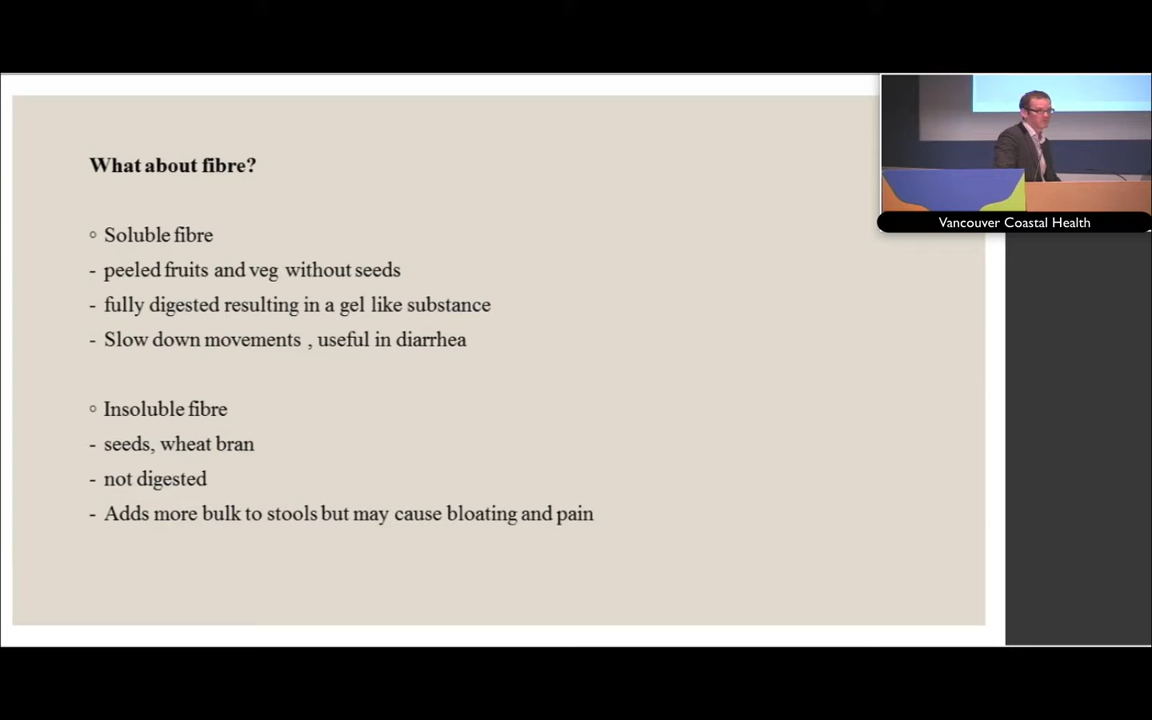 What about fibre?
◦ Soluble fibre
- peeled fruits and veg without seeds
- fully digested resulting in a gel like substance
- Slow down movements , useful in diarrhea
◦ Insoluble fibre
- seeds, wheat bran
- not digested
- Adds more bulk to stools but may cause bloating and pain
Vancouver Coastal Health